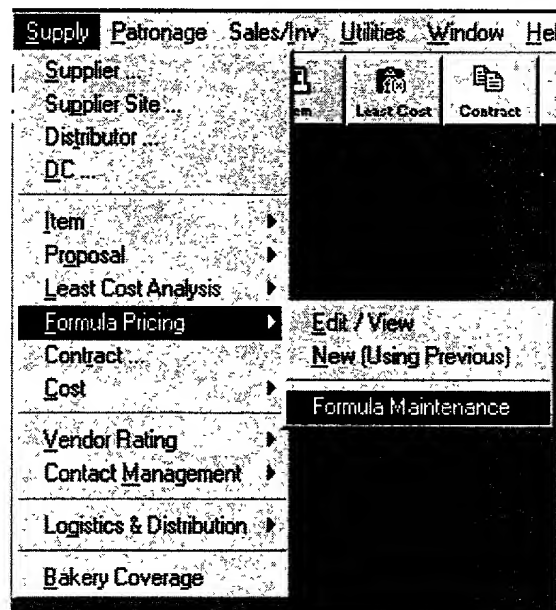 Supply Patronage Sales/Inv Utilities Window Hel
Supplier ...
Supplier Site ...
Distributor ...
DC ...
em Least Cost Contract
Item
Proposal
Least Cost Analysis
Formula Pricing
Contract ...
Cost
Edit / View
New (Using Previous)
Formula Maintenance
Vendor Rating
Contact Management
Logistics & Distribution
Bakery Coverage